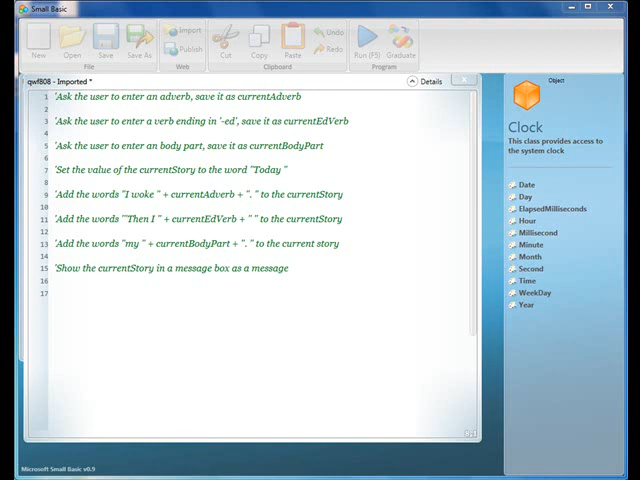 Small Basic
New
Open
Save
Save As
Import
Publish
Cut
Copy
Paste
Undo
Redo
Run (F5)
Graduate
File
Web
Clipboard
Program
qwf808 - Imported *
Details
1 'Ask the user to enter an adverb, save it as currentAdverb
2
3 'Ask the user to enter a verb ending in '-ed', save it as currentEdVerb
4
5 'Ask the user to enter an body part, save it as currentBodyPart
6
7 'Set the value of the currentStory to the word "Today "
8
9 'Add the words "I woke " + currentAdverb + ". " to the currentStory
10
11 'Add the words "'Then I " + currentEdVerb + " " to the currentStory
12
13 'Add the words "my " + currentBodyPart + ". " to the current story
14
15 'Show the currentStory in a message box as a message
16
17
Object
Clock
This class provides access to
the system clock
Date
Day
ElapsedMilliseconds
Hour
Millisecond
Minute
Month
Second
Time
WeekDay
Year
Microsoft Small Basic v0.9